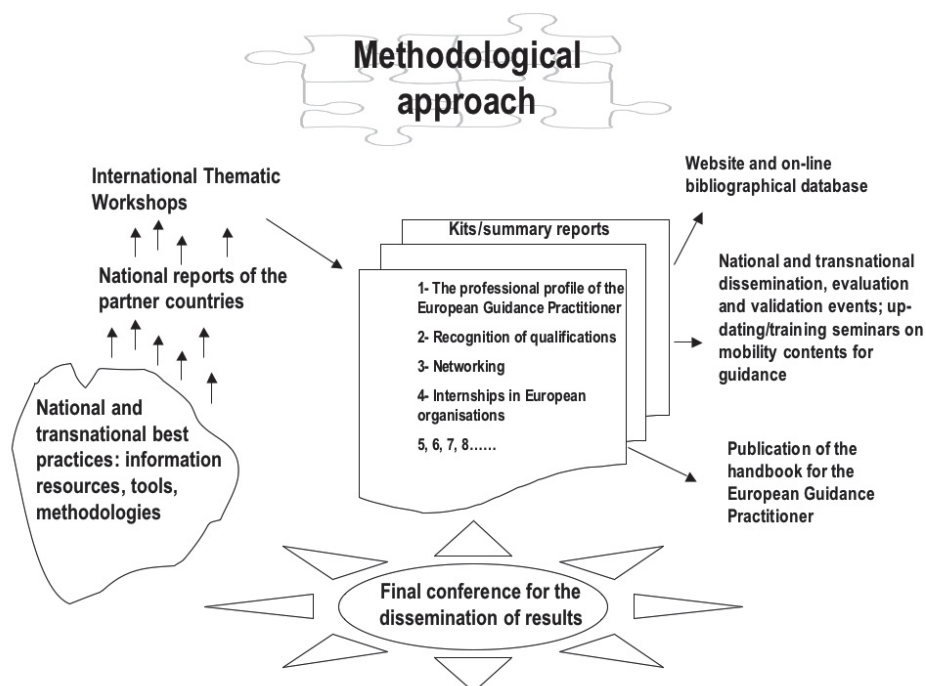 Methodological
approach
International Thematic
Workshops
National reports of the
partner countries
National and
transnational best
practices: information
resources, tools,
methodologies
Kits/summary reports
1- The professional profile of the
European Guidance Practitioner
2- Recognition of qualifications
3- Networking
4- Internships in European
organisations
5, 6, 7, 8......
Website and on-line
bibliographical database
National and transnational
dissemination, evaluation
and validation events; up-
dating/training seminars on
mobility contents for
guidance
Publication of the
handbook for the
European Guidance
Practitioner
Final conference for the
dissemination of results